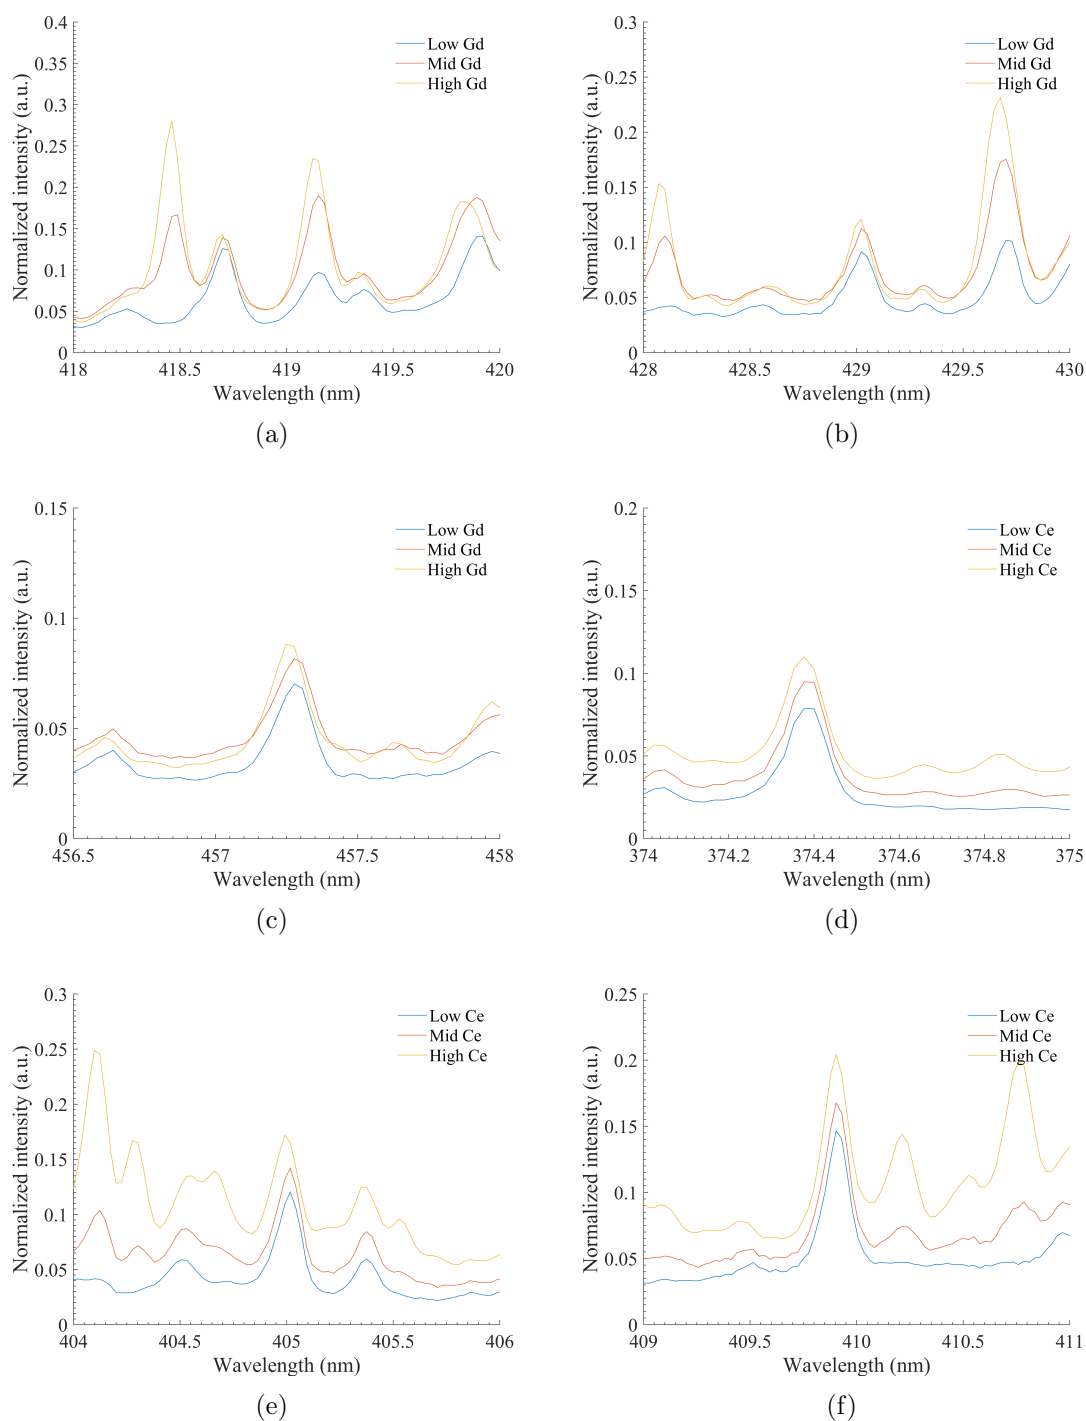 0.4
0.35
0.3
0.25
0.2
0.15
0.1
0.05
0
Normalized intensity (a.u.)
Low Gd
Mid Gd
High Gd
418 418.5 419 419.5 420
Wavelength (nm)
(a)
0.3
0.25
0.2
0.15
0.1
0.05
0
Normalized intensity (a.u.)
Low Gd
Mid Gd
High Gd
428 428.5 429 429.5 430
Wavelength (nm)
(b)
0.15
0.1
0.05
0
Normalized intensity (a.u.)
Low Gd
Mid Gd
High Gd
456.5 457 457.5 458
Wavelength (nm)
(c)
0.2
0.15
0.1
0.05
0
Normalized intensity (a.u.)
Low Ce
Mid Ce
High Ce
374 374.2 374.4 374.6 374.8 375
Wavelength (nm)
(d)
0.3
0.25
0.2
0.15
0.1
0.05
0
Normalized intensity (a.u.)
Low Ce
Mid Ce
High Ce
404 404.5 405 405.5 406
Wavelength (nm)
(e)
0.25
0.2
0.15
0.1
0.05
0
Normalized intensity (a.u.)
Low Ce
Mid Ce
High Ce
409 409.5 410 410.5 411
Wavelength (nm)
(f)